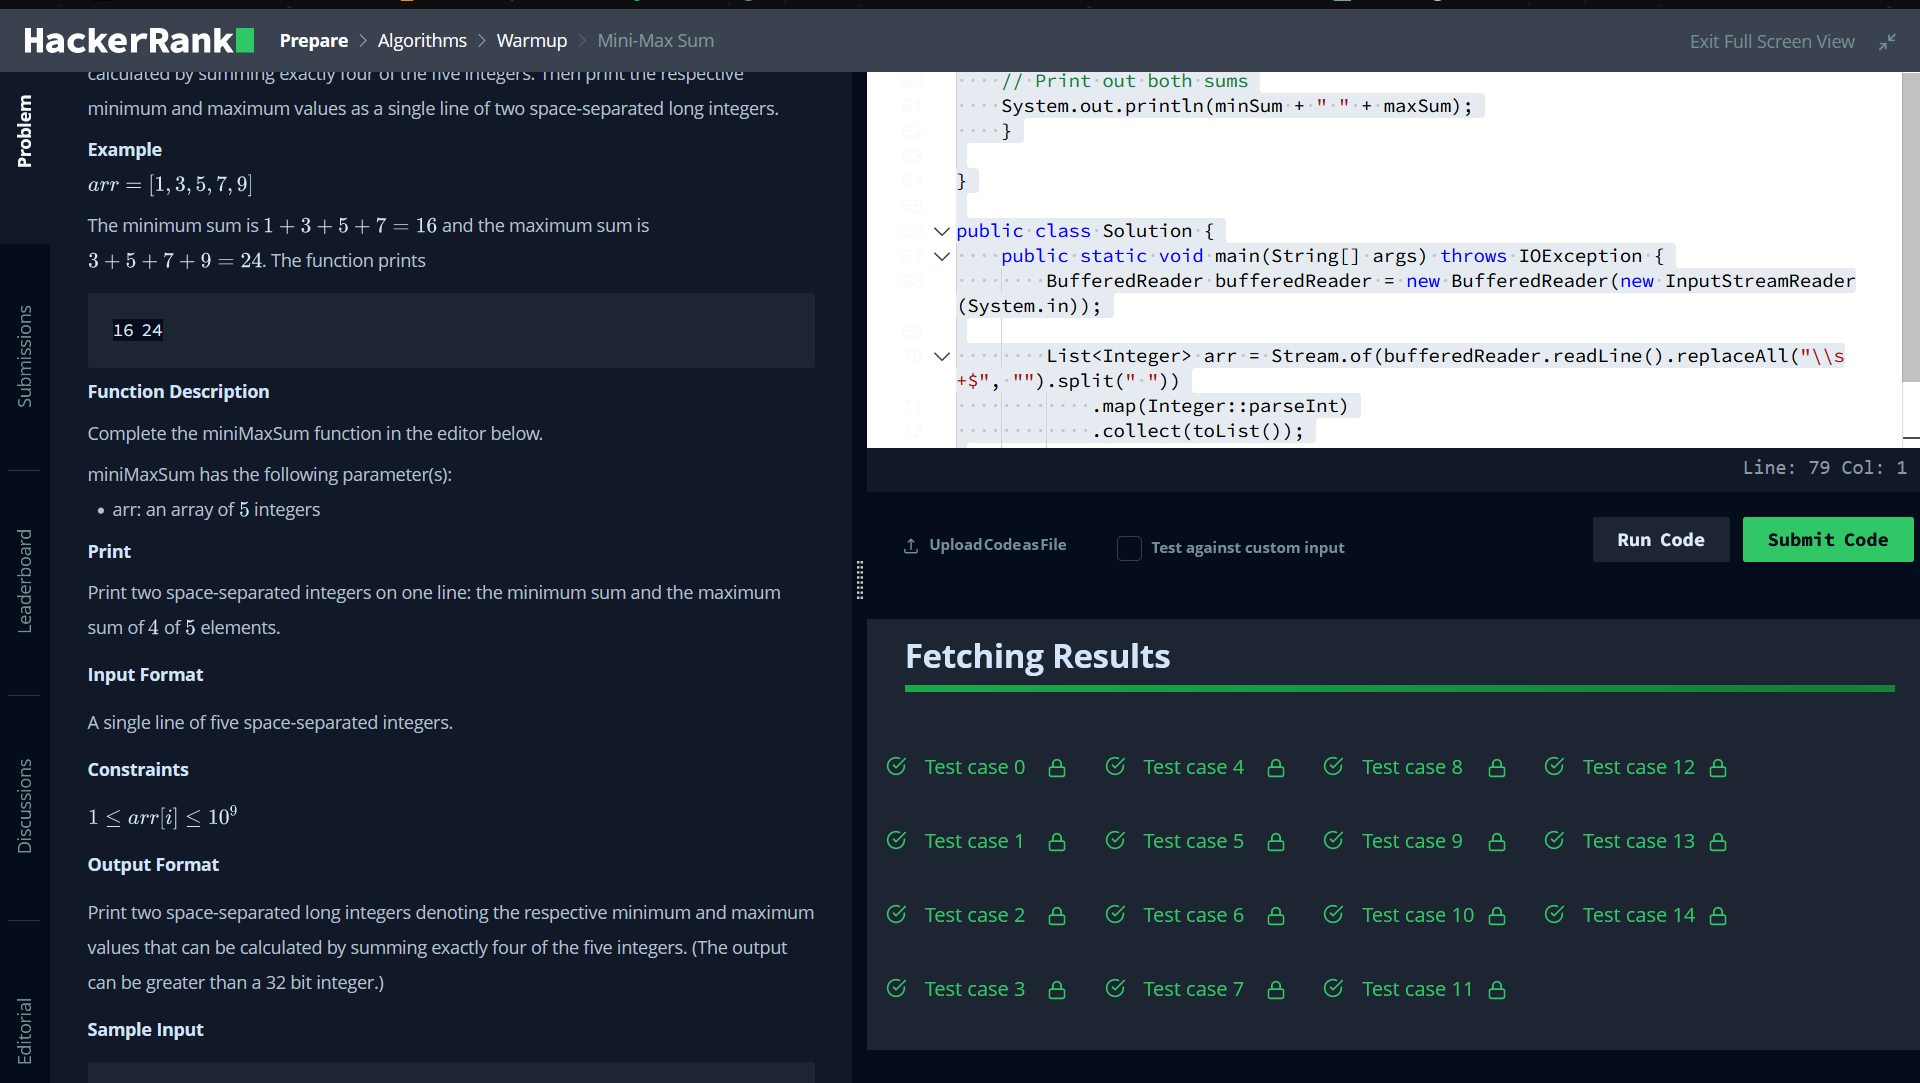 HackerRank
Prepare > Algorithms > Warmup > Mini-Max Sum
Exit Full Screen View
Problem
Submissions
Leaderboard
Discussions
Editorial
calculated by summing exactly four of the five integers. Then print the respective
minimum and maximum values as a single line of two space-separated long integers.
Example
arr = [1, 3, 5, 7, 9]
The minimum sum is 1 + 3 + 5 + 7 = 16 and the maximum sum is
3 + 5 + 7 + 9 = 24. The function prints
16 24
Function Description
Complete the miniMaxSum function in the editor below.
miniMaxSum has the following parameter(s):
• arr: an array of 5 integers
Print
Print two space-separated integers on one line: the minimum sum and the maximum
sum of 4 of 5 elements.
Input Format
A single line of five space-separated integers.
Constraints
1 ≤ arr[i] ≤ 10⁹
Output Format
Print two space-separated long integers denoting the respective minimum and maximum
values that can be calculated by summing exactly four of the five integers. (The output
can be greater than a 32 bit integer.)
Sample Input
60 // Print out both sums
61 System.out.println(minSum + " " + maxSum);
62 }
63
64 }
65
66 public class Solution {
67 public static void main(String[] args) throws IOException {
68 BufferedReader bufferedReader = new BufferedReader(new InputStreamReader
(System.in));
69
70 List<Integer> arr = Stream.of(bufferedReader.readLine().replaceAll("\\s
+$", "").split(" "))
71 .map(Integer::parseInt)
72 .collect(toList());
Line: 79 Col: 1
Upload Code as File
Test against custom input
Run Code
Submit Code
Fetching Results
Test case 0
Test case 4
Test case 8
Test case 12
Test case 1
Test case 5
Test case 9
Test case 13
Test case 2
Test case 6
Test case 10
Test case 14
Test case 3
Test case 7
Test case 11